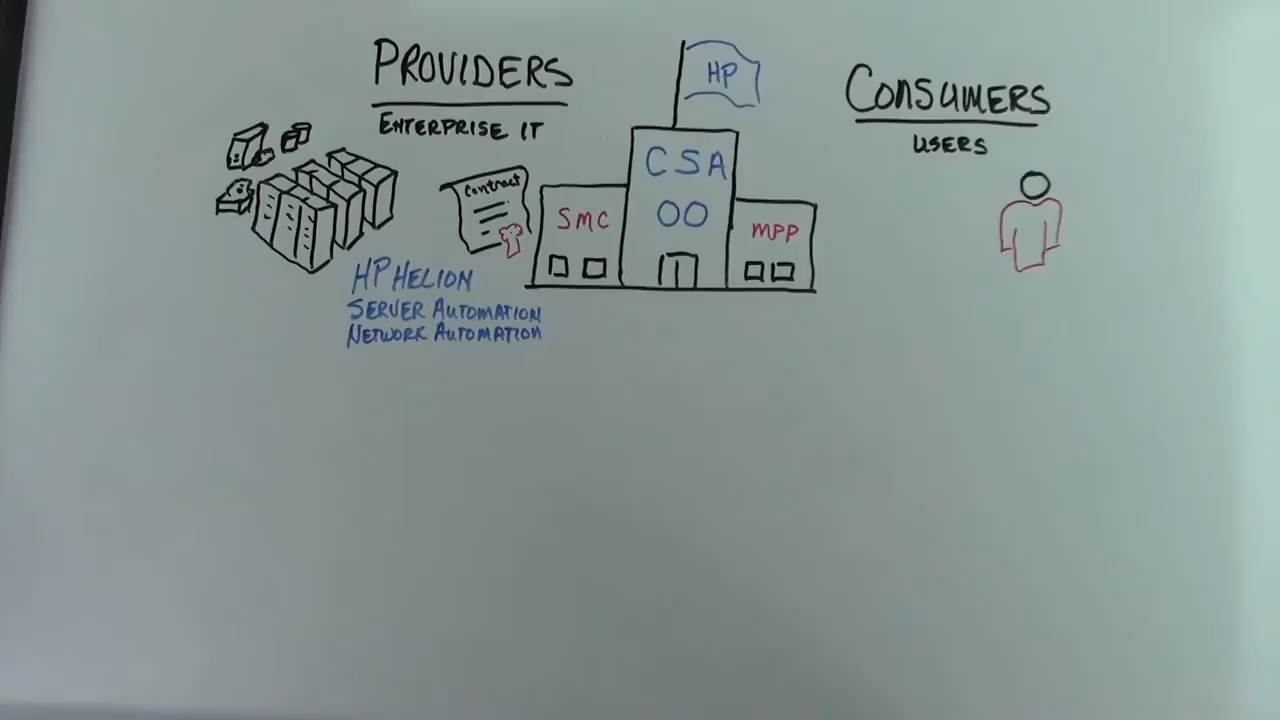 PROVIDERS
ENTERPRISE IT
HP
CONSUMERS
USERS
Contract
SMC
CSA
OO
MPP
HP HELION
SERVER AUTOMATION
NETWORK AUTOMATION